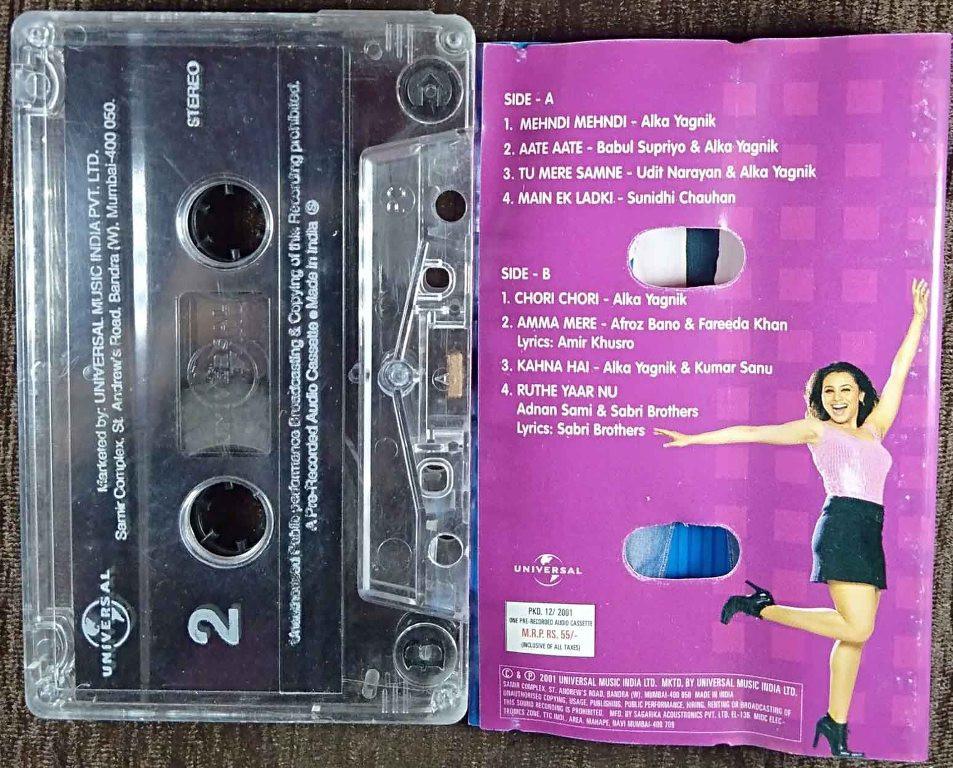 Marketed by: UNIVERSAL MUSIC INDIA PVT. LTD.
Samir Complex, St. Andrew's Road, Bandra (W), Mumbai-400 050.
STEREO
UNIVERSAL
2
Unauthorised Public performance Broadcasting & Copying of this Recording prohibited.
A Pre-Recorded Audio Cassette ● Made in India
A
SIDE - A
1. MEHNDI MEHNDI - Alka Yagnik
2. AATE AATE - Babul Supriyo & Alka Yagnik
3. TU MERE SAMNE - Udit Narayan & Alka Yagnik
4. MAIN EK LADKI - Sunidhi Chauhan
SIDE - B
1. CHORI CHORI - Alka Yagnik
2. AMMA MERE - Afroz Bano & Fareeda Khan
Lyrics: Amir Khusro
3. KAHNA HAI - Alka Yagnik & Kumar Sanu
4. RUTHE YAAR NU
Adnan Sami & Sabri Brothers
Lyrics: Sabri Brothers
UNIVERSAL
PKD. 12/ 2001
ONE PRE-RECORDED AUDIO CASSETTE
M.R.P. RS. 55/-
(INCLUSIVE OF ALL TAXES)
© & ℗ 2001 UNIVERSAL MUSIC INDIA LTD. MKTD. BY UNIVERSAL MUSIC INDIA LTD.
SAMIR COMPLEX, ST. ANDREW'S ROAD, BANDRA (W). MUMBAI-400 050 MADE IN INDIA
UNAUTHORISED COPYING, USAGE, PUBLISHING, PUBLIC PERFORMANCE, HIRING, RENTING OR BROADCASTING OF
THIS SOUND RECORDING IS PROHIBITED. MFD. BY SAGARIKA ACOUSTRONICS PVT. LTD. EL-135, MIDC ELEC-
TRONICS ZONE, TTC INDL. AREA, MAHAPE, NAVI MUMBAI-400 709